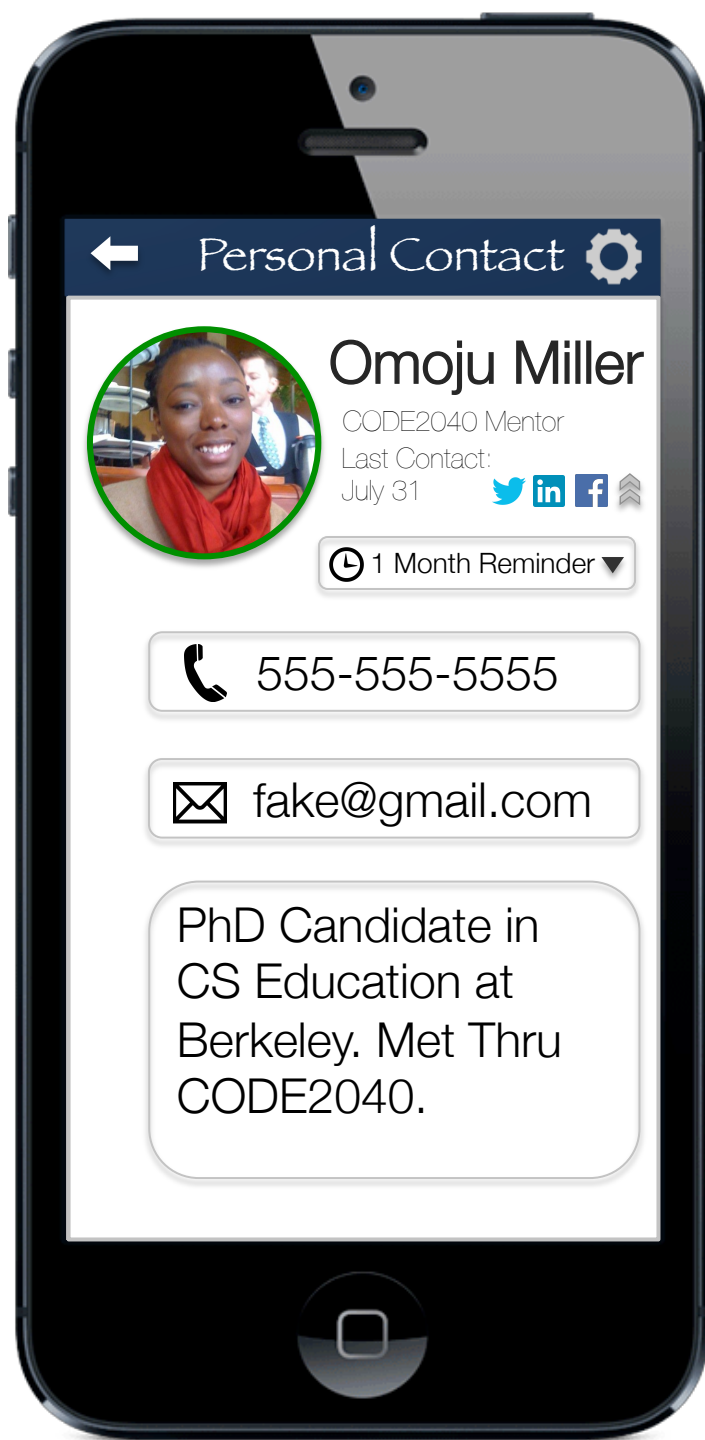 Personal Contact
Omoju Miller
CODE2040 Mentor
Last Contact:
July 31
in f
1 Month Reminder
555-555-5555
fake@gmail.com
PhD Candidate in
CS Education at
Berkeley. Met Thru
CODE2040.